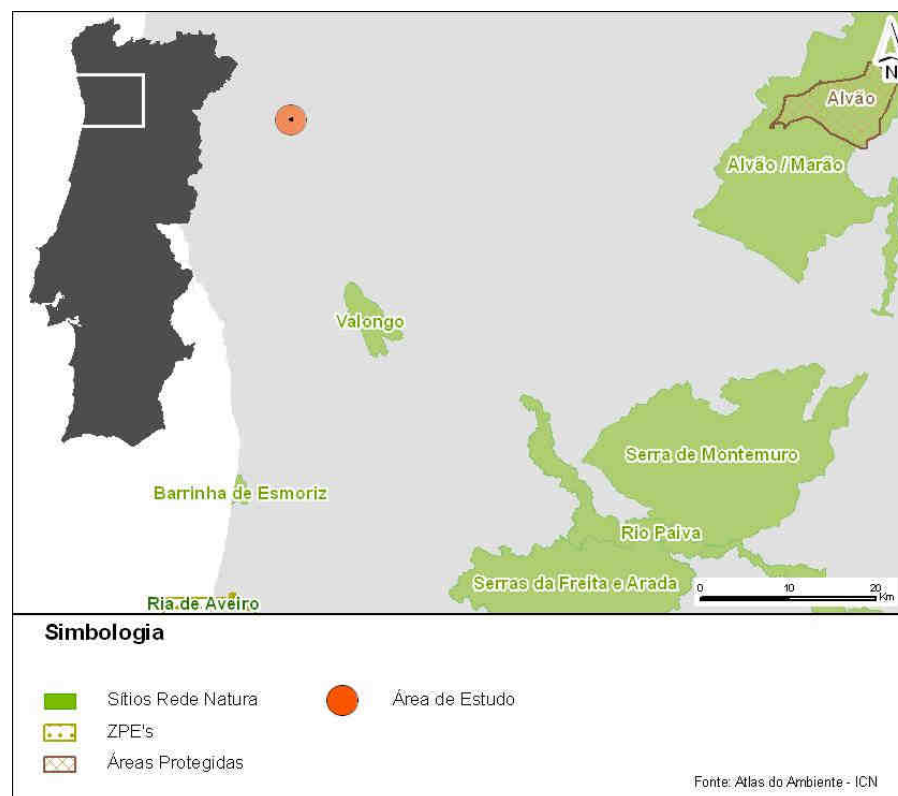 N
Alvão
Alvão / Marão
Valongo
Serra de Montemuro
Barrinha de Esmoriz
Rio Paiva
Serras da Freita e Arada
0 10 20
Km
Ria de Aveiro
Simbologia
Sítios Rede Natura
Área de Estudo
ZPE's
Áreas Protegidas
Fonte: Atlas do Ambiente - ICN